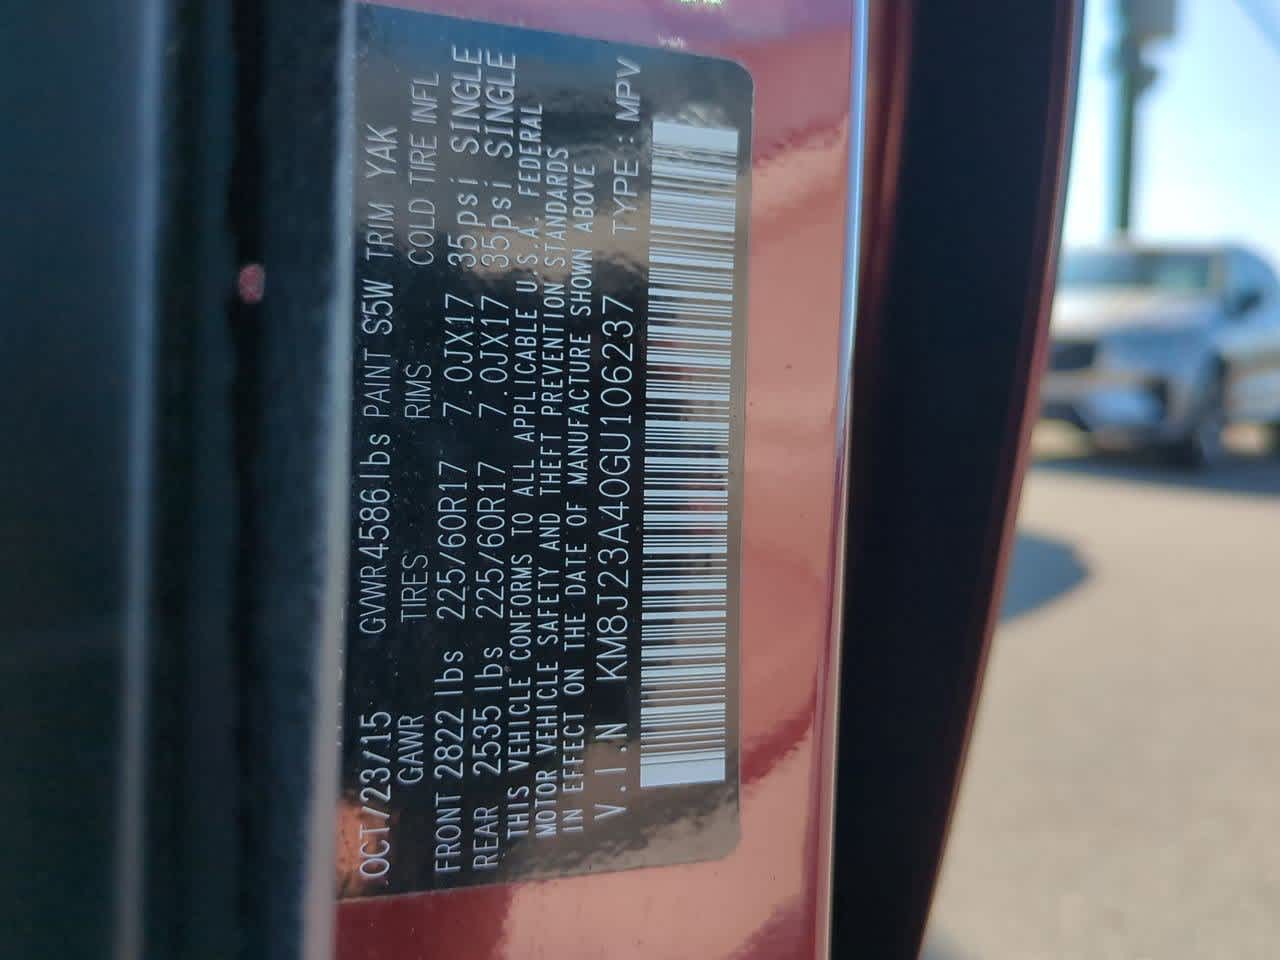 OCT/23/15 GVWR4586lbs PAINT S5W TRIM YAK
GAWR TIRES RIMS COLD TIRE INFL
FRONT 2822 lbs 225/60R17 7.0JX17 35psi SINGLE
REAR 2535 lbs 225/60R17 7.0JX17 35psi SINGLE
THIS VEHICLE CONFORMS TO ALL APPLICABLE U.S.A. FEDERAL
MOTOR VEHICLE SAFETY AND THEFT PREVENTION STANDARDS
IN EFFECT ON THE DATE OF MANUFACTURE SHOWN ABOVE
V.I.N KM8J23A40GU106237 TYPE : MPV